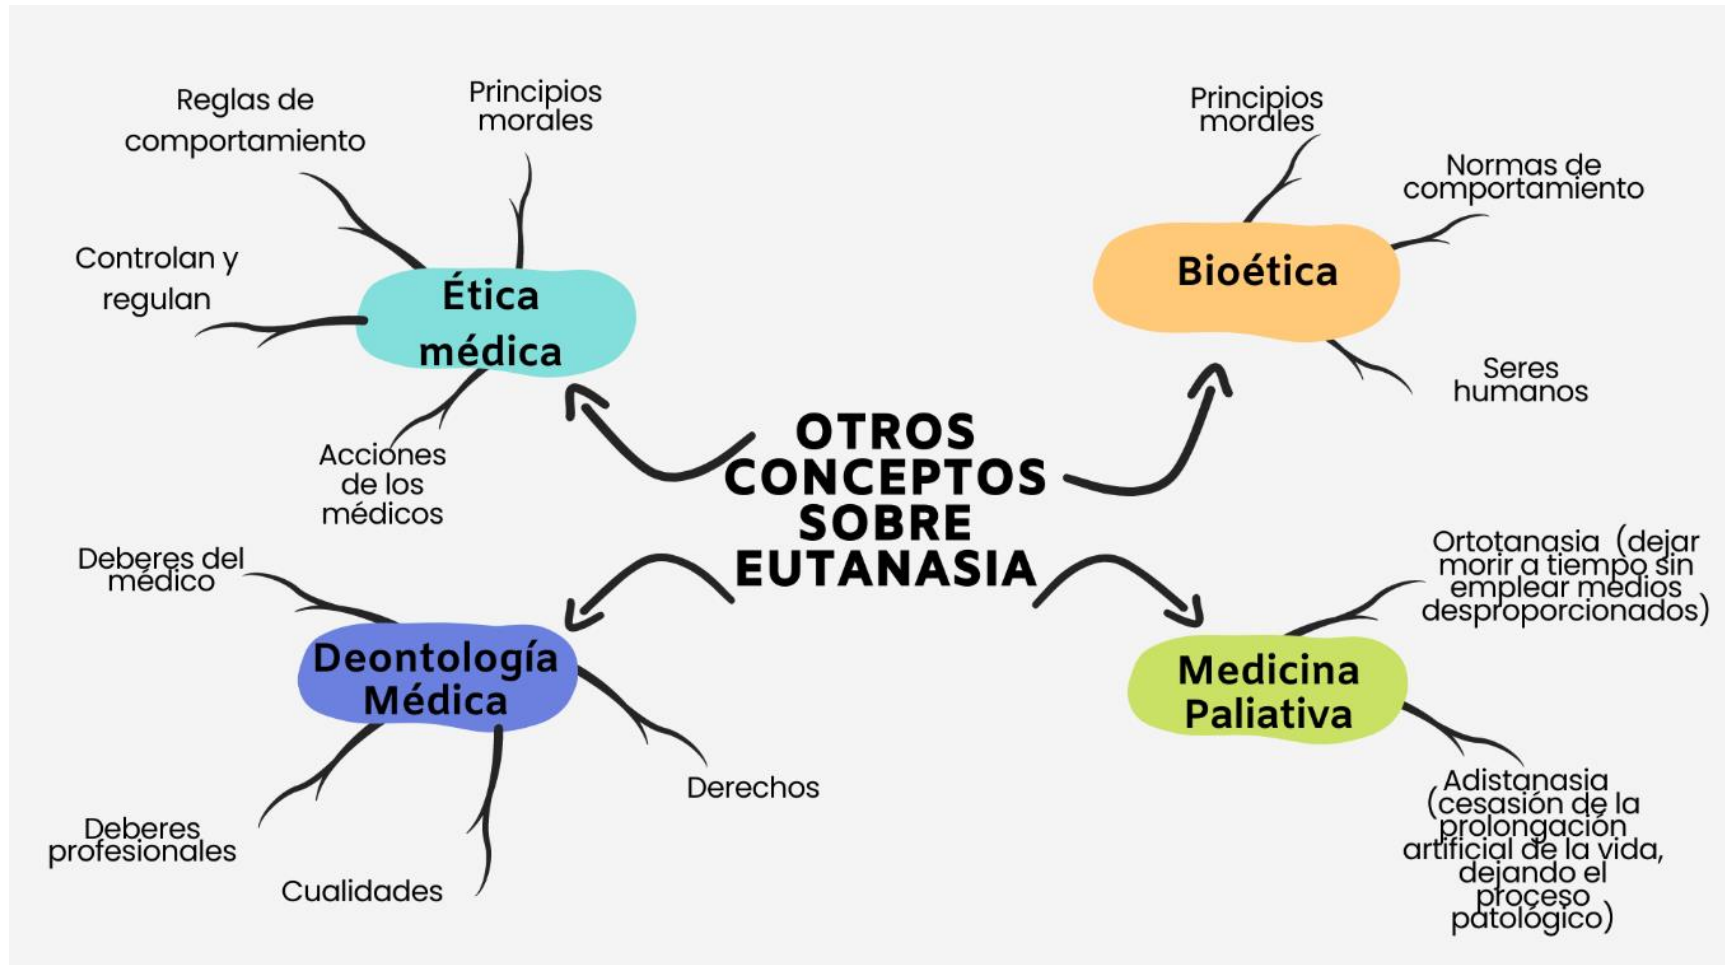 OTROS
CONCEPTOS
SOBRE
EUTANASIA
Ética
médica
Reglas de
comportamiento
Principios
morales
Controlan y
regulan
Acciones
de los
médicos
Bioética
Principios
morales
Normas de
comportamiento
Seres
humanos
Deontología
Médica
Deberes del
médico
Deberes
profesionales
Cualidades
Derechos
Medicina
Paliativa
Ortotanasia (dejar
morir a tiempo sin
emplear medios
desproporcionados)
Adistanasia
(cesasión de la
prolongación
artificial de la vida,
dejando el
proceso
patológico)